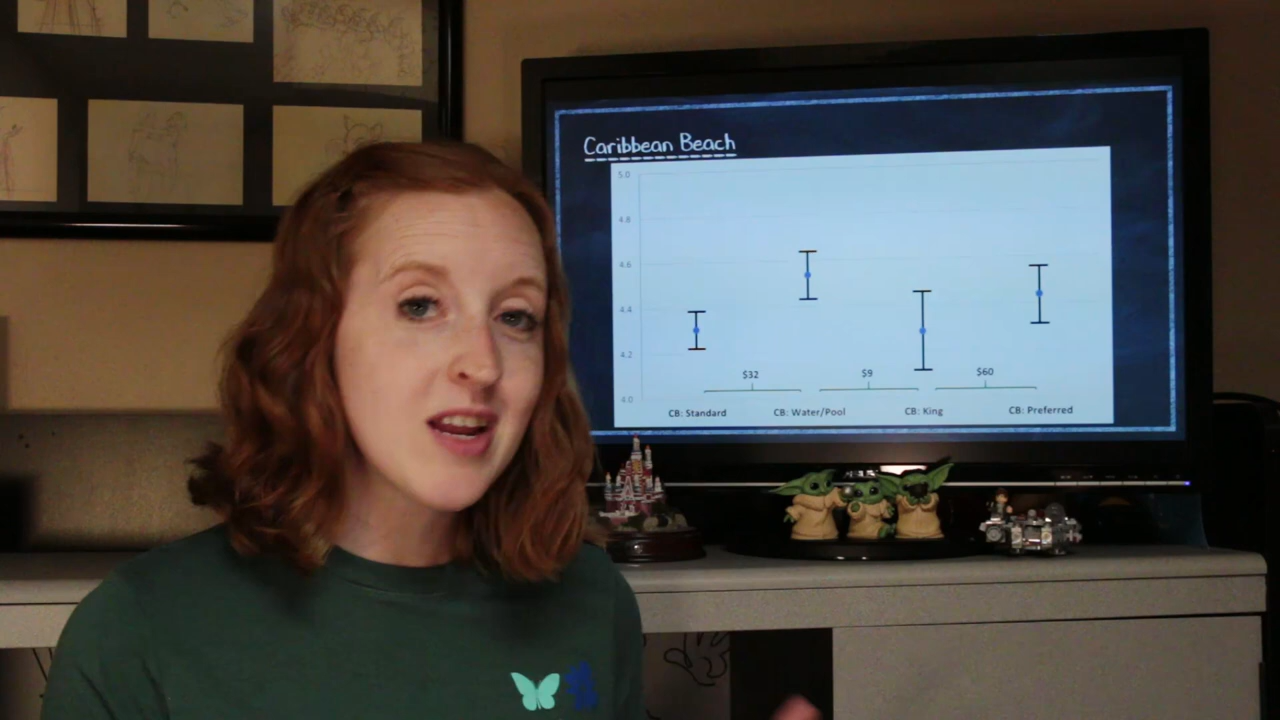 Caribbean Beach
5.0
4.8
4.6
4.4
4.2
4.0
$32
$9
$60
CB: Standard
CB: Water/Pool
CB: King
CB: Preferred